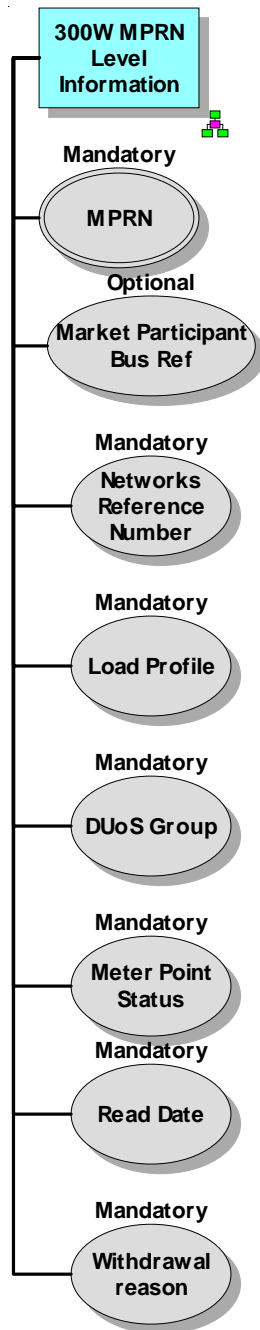 300W MPRN
Level
Information
Mandatory
MPRN
Optional
Market Participant
Bus Ref
Mandatory
Networks
Reference
Number
Mandatory
Load Profile
Mandatory
DUoS Group
Mandatory
Meter Point
Status
Mandatory
Read Date
Mandatory
Withdrawal
reason